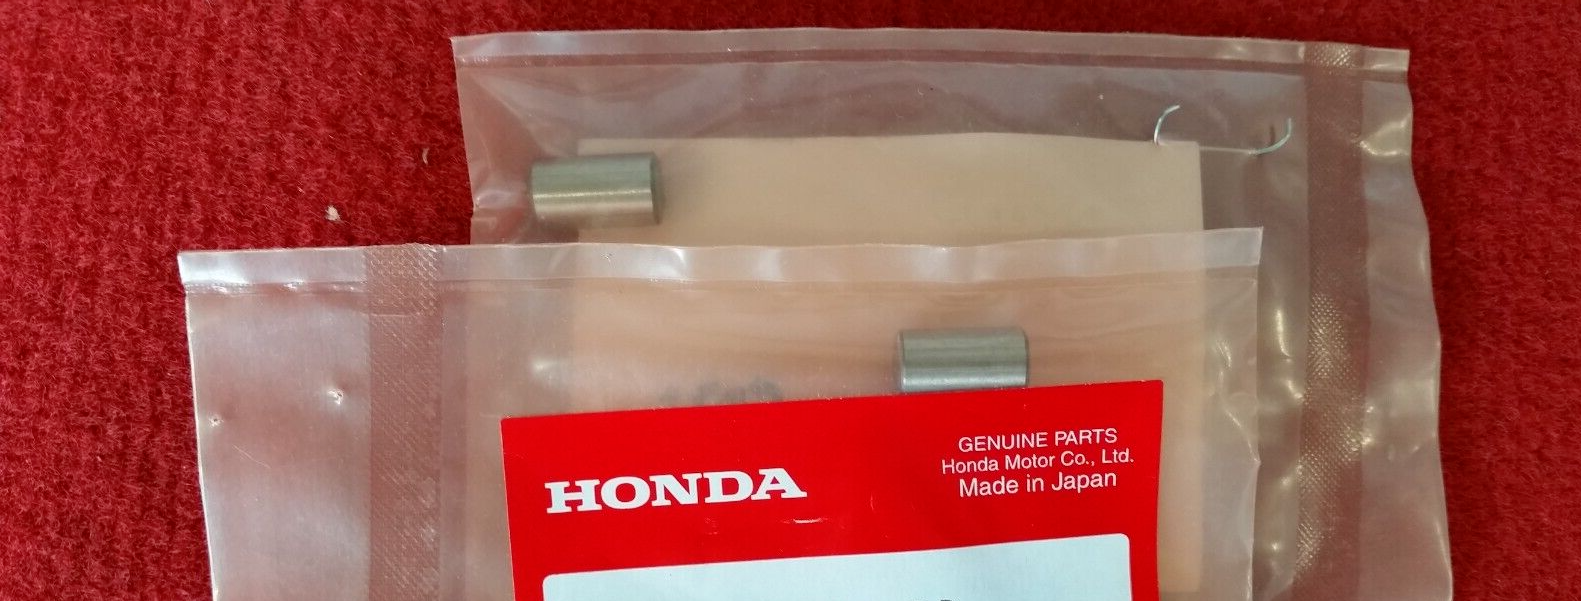 HONDA
GENUINE PARTS
Honda Motor Co., Ltd.
Made in Japan